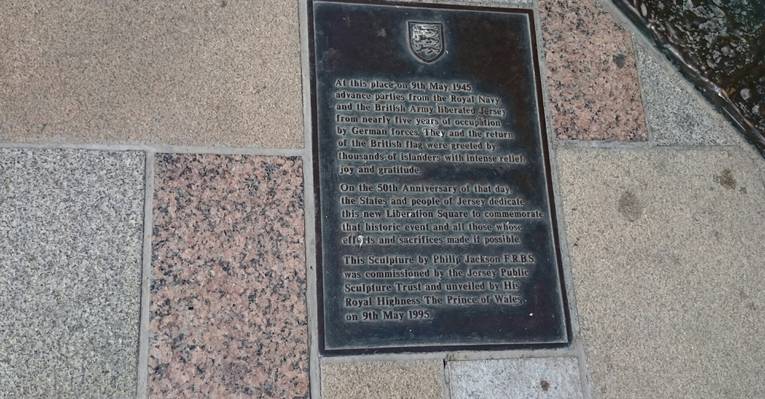 At this place on 9th May 1945
advance parties from the Royal Navy
and the British Army liberated Jersey
from nearly five years of occupation
by German forces. They and the return
of the British flag were greeted by
thousands of islanders with intense relief,
joy and gratitude.
On the 50th Anniversary of that day
the States and people of Jersey dedicate
this new Liberation Square to commemorate
that historic event and all those whose
efforts and sacrifices made it possible.
This Sculpture by Philip Jackson F.R.B.S.
was commissioned by the Jersey Public
Sculpture Trust and unveiled by His
Royal Highness The Prince of Wales,
on 9th May 1995.